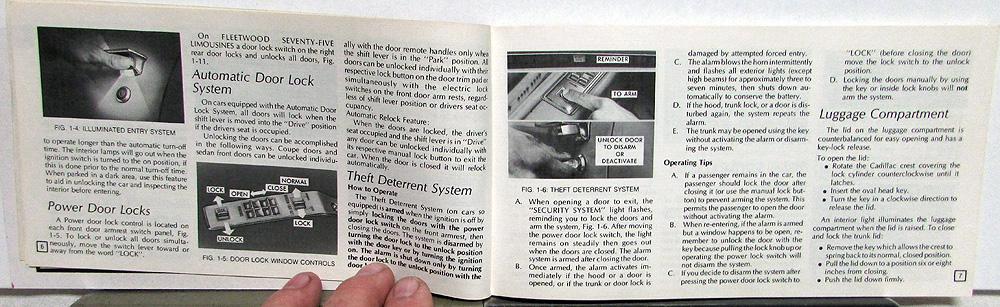 FIG. 1-4: ILLUMINATED ENTRY SYSTEM
to operate longer than the automatic turn-off
time. The interior lamps will go out when the
ignition switch is turned to the on position, if
this is done prior to the normal turn-off time.
When parked in a dark area, use this feature
to aid in unlocking the car and inspecting the
interior before entering.
Power Door Locks
A Power door lock control is located on
each front door armrest switch panel, Fig.
1-5. To lock or unlock all doors simulta-
neously, move the switch lever toward or
away from the word "LOCK".
6
On FLEETWOOD SEVENTY-FIVE
LIMOUSINES a door lock switch on the right
rear door locks and unlocks all doors, Fig.
1-11.
Automatic Door Lock
System
On cars equipped with the Automatic Door
Lock System, all doors will lock when the
shift lever is moved into the "Drive" position
if the driver's seat is occupied.
Unlocking the doors can be accomplished
in the following ways. Coupe doors and
sedan front doors can be unlocked individu-
LOCK
OPEN
CLOSE
NORMAL
LOCK
UNLOCK
FIG. 1-5: DOOR LOCK WINDOW CONTROLS
ally with the door remote handles only when
the shift lever is in the "Park" position. All
doors can be unlocked individually with their
respective lock button on the door trim pad or
simultaneously with the electric lock
switches on the front door arm rests, regard-
less of shift lever position or drivers seat oc-
cupancy.
Automatic Relock Feature:
When the doors are locked, the driver's
seat occupied and the shift lever is in "Drive"
any door can be unlocked individually with
its respective manual lock button to exit the
car. When the door is closed it will relock
automatically.
Theft Deterrent System
How to Operate
The Theft Deterrent System (on cars so
equipped) is armed when the ignition is off by
simply locking the doors with the power
door lock switch on the front armrest, then
closing the doors. The system is disarmed by
turning the door lock to the unlock position
with the door key or by turning the ignition
on. The alarm is shut down only by turning
the door lock to the unlock position with the
door
REMINDER
TO ARM
UNLOCK DOOR
TO DISARM
OR
DEACTIVATE
FIG. 1-6: THEFT DETERRENT SYSTEM
A. When opening a door to exit, the
"SECURITY SYSTEM" light flashes,
reminding you to lock the doors and
arm the system, Fig. 1-6. After moving
the power door lock switch, the light
remains on steadily then goes out
when the doors are closed. The alarm
system is armed after closing the door.
B. Once armed, the alarm activates im-
mediately if the hood or a door is
opened, or if the trunk or door lock is
damaged by attempted forced entry.
C. The alarm blows the horn intermittently
and flashes all exterior lights (except
high beams) for approximately three to
seven minutes, then shuts down au-
tomatically to conserve the battery.
D. If the hood, trunk lock, or a door is dis-
turbed again, the system repeats the
alarm.
E. The trunk may be opened using the key
without activating the alarm or disarm-
ing the system.
Operating Tips
A. If a passenger remains in the car, the
passenger should lock the door after
closing it (or use the manual lock but-
ton) to prevent arming the system. This
permits the passenger to open the door
without activating the alarm.
B. When re-entering, if the alarm is armed
but a window happens to be open, re-
member to unlock the door with the
key because pulling the lock knob up or
operating the power lock switch will
not disarm the system.
C. If you decide to disarm the system after
pressing the power door lock switch to
"LOCK" (before closing the door)
move the lock switch to the unlock
position.
D. Locking the doors manually by using
the key or inside lock knobs will not
arm the system.
Luggage Compartment
The lid on the luggage compartment is
counterbalanced for easy opening and has a
key-lock release.
To open the lid:
• Rotate the Cadillac crest covering the
lock cylinder counterclockwise until it
latches.
• Insert the oval head key.
• Turn the key in a clockwise direction to
release the lid.
An interior light illuminates the luggage
compartment when the lid is raised. To close
and lock the trunk lid:
• Remove the key which allows the crest to
spring back to its normal, closed position.
• Pull the lid down to a position six or eight
inches from closing.
• Push the lid down firmly.
7